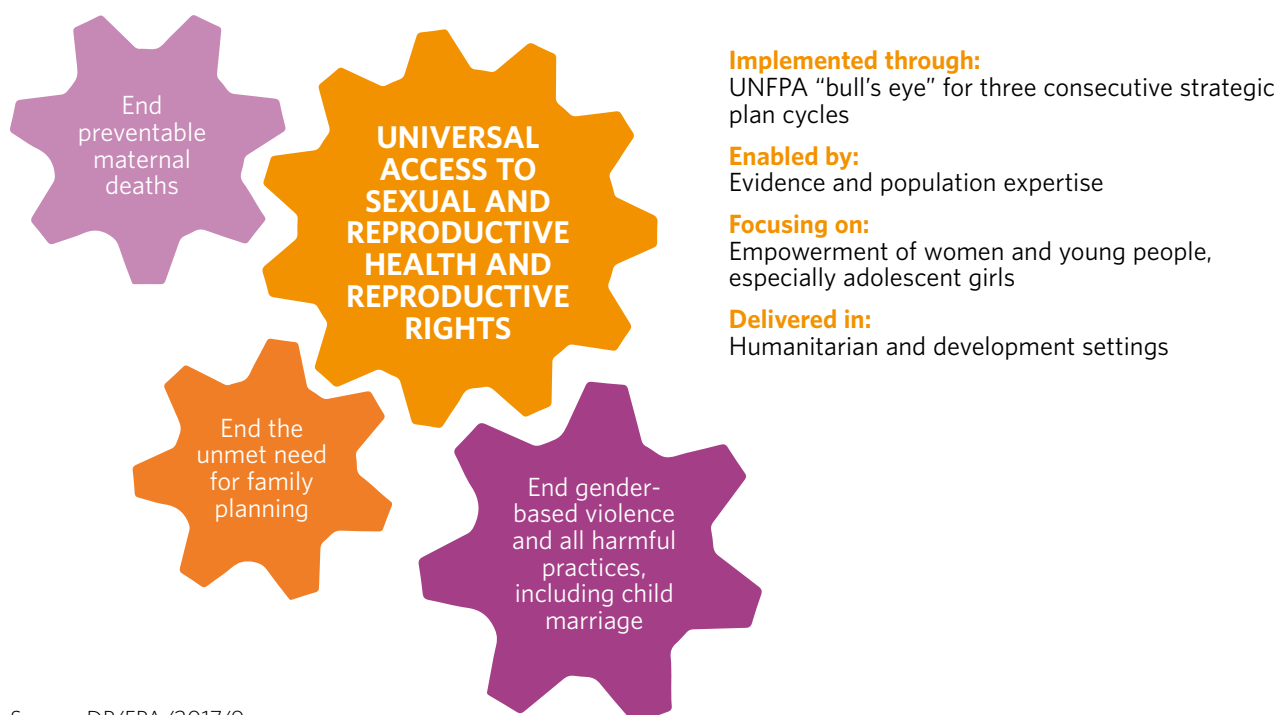 End
preventable
maternal
deaths
UNIVERSAL
ACCESS TO
SEXUAL AND
REPRODUCTIVE
HEALTH AND
REPRODUCTIVE
RIGHTS
End the
unmet need
for family
planning
End gender-
based violence
and all harmful
practices,
including child
marriage
Implemented through:
UNFPA “bull’s eye” for three consecutive strategic
plan cycles
Enabled by:
Evidence and population expertise
Focusing on:
Empowerment of women and young people,
especially adolescent girls
Delivered in:
Humanitarian and development settings